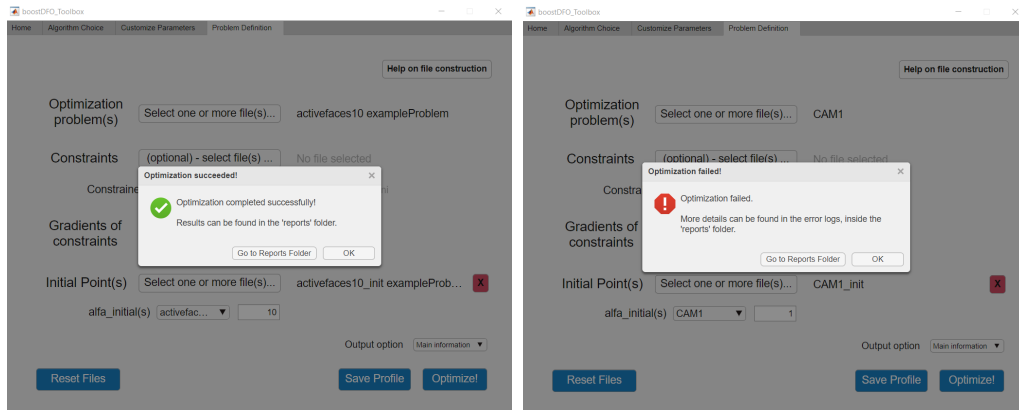 boostDFO_Toolbox
Home Algorithm Choice Customize Parameters Problem Definition
Help on file construction
Optimization
problem(s)
Select one or more file(s)...
activefaces10 exampleProblem
Constraints
(optional) - select file(s) ...
No file selected
Constraine
Optimization succeeded!
Optimization completed successfully!
Results can be found in the 'reports' folder.
Go to Reports Folder
OK
Gradients of
constraints
Initial Point(s)
Select one or more file(s)...
activefaces10_init exampleProb...
X
alfa_initial(s)
activefac...
10
Output option
Main information
Reset Files
Save Profile
Optimize!
boostDFO_Toolbox
Home Algorithm Choice Customize Parameters Problem Definition
Help on file construction
Optimization
problem(s)
Select one or more file(s)...
CAM1
Constraints
(optional) - select file(s) ...
No file selected
Constra
Optimization failed!
Optimization failed.
More details can be found in the error logs, inside the
'reports' folder.
Go to Reports Folder
OK
Gradients of
constraints
Initial Point(s)
Select one or more file(s)...
CAM1_init
X
alfa_initial(s)
CAM1
1
Output option
Main information
Reset Files
Save Profile
Optimize!